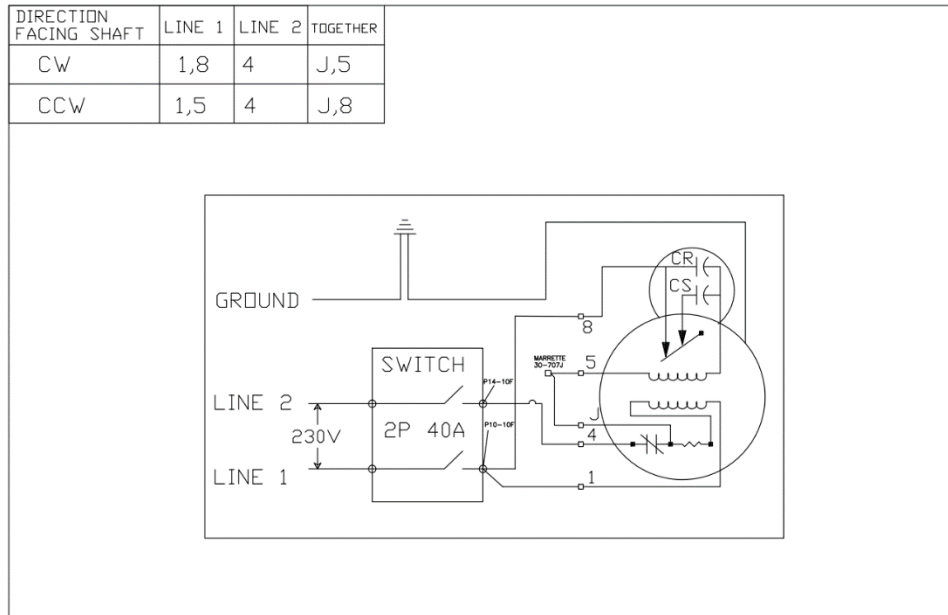 DIRECTION FACING SHAFT LINE 1 LINE 2 TOGETHER
CW 1,8 4 J,5
CCW 1,5 4 J,8
CR
CS
GROUND
8
SWITCH
MARRETTE
30-707J
5
P14-10F
LINE 2
J
230V
2P 40A
P10-10F
4
LINE 1
1